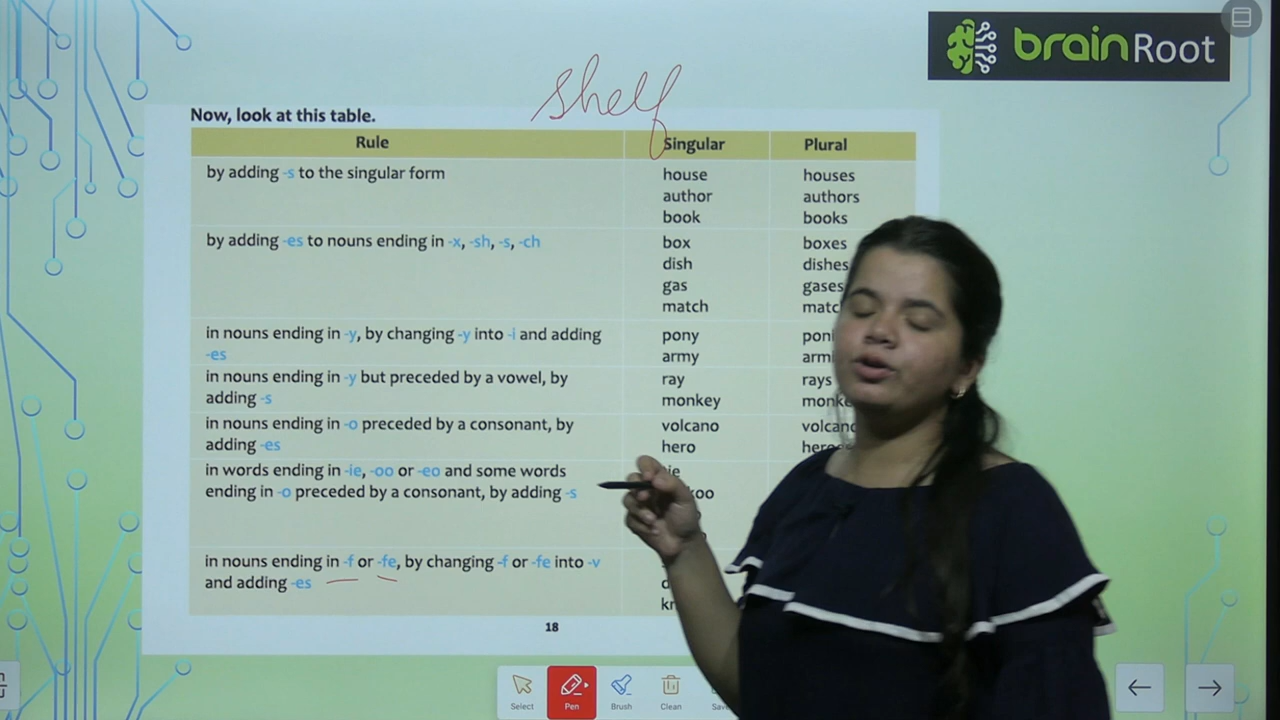 brainRoot
shelf
Now, look at this table.
Rule Singular Plural
by adding -s to the singular form house houses
author authors
book books
by adding -es to nouns ending in -x, -sh, -s, -ch box boxes
dish dishes
gas gases
match
in nouns ending in -y, by changing -y into -i and adding pony
-es army
in nouns ending in -y but preceded by a vowel, by ray rays
adding -s monkey
in nouns ending in -o preceded by a consonant, by volcano
adding -es hero
in words ending in -ie, -oo or -eo and some words
ending in -o preceded by a consonant, by adding -s
in nouns ending in -f or -fe, by changing -f or -fe into -v
and adding -es
18
Select Pen Brush Clean